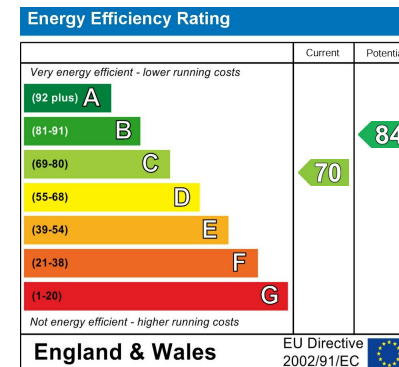 Energy Efficiency Rating
Current Potentia
Very energy efficient - lower running costs
(92 plus) A
(81-91) B
84
(69-80) C
70
(55-68) D
(39-54) E
(21-38) F
(1-20) G
Not energy efficient - higher running costs
England & Wales
EU Directive
2002/91/EC